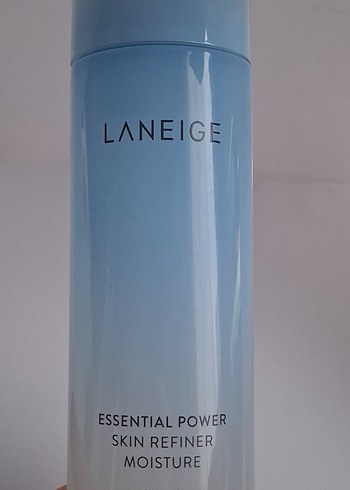 LANEIGE
ESSENTIAL POWER
SKIN REFINER
MOISTURE